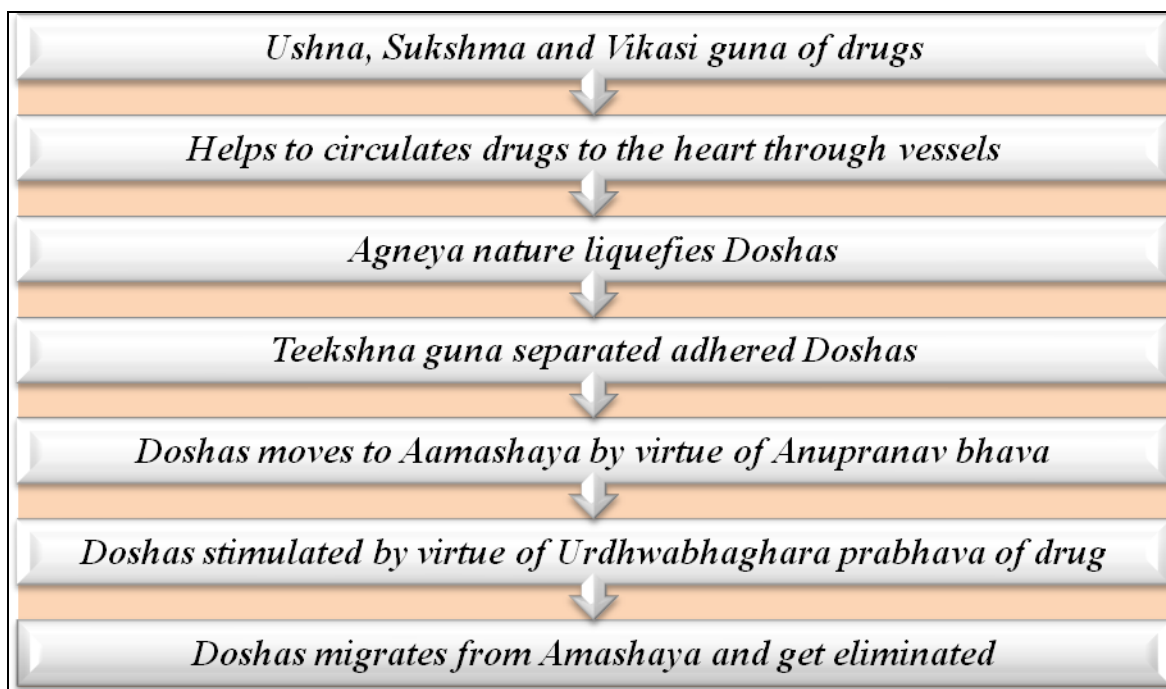 Ushna, Sukshma and Vikasi guna of drugs
Helps to circulates drugs to the heart through vessels
Agneya nature liquefies Doshas
Teekshna guna separated adhered Doshas
Doshas moves to Aamashaya by virtue of Anupranav bhava
Doshas stimulated by virtue of Urdhwabhaghara prabhava of drug
Doshas migrates from Amashaya and get eliminated